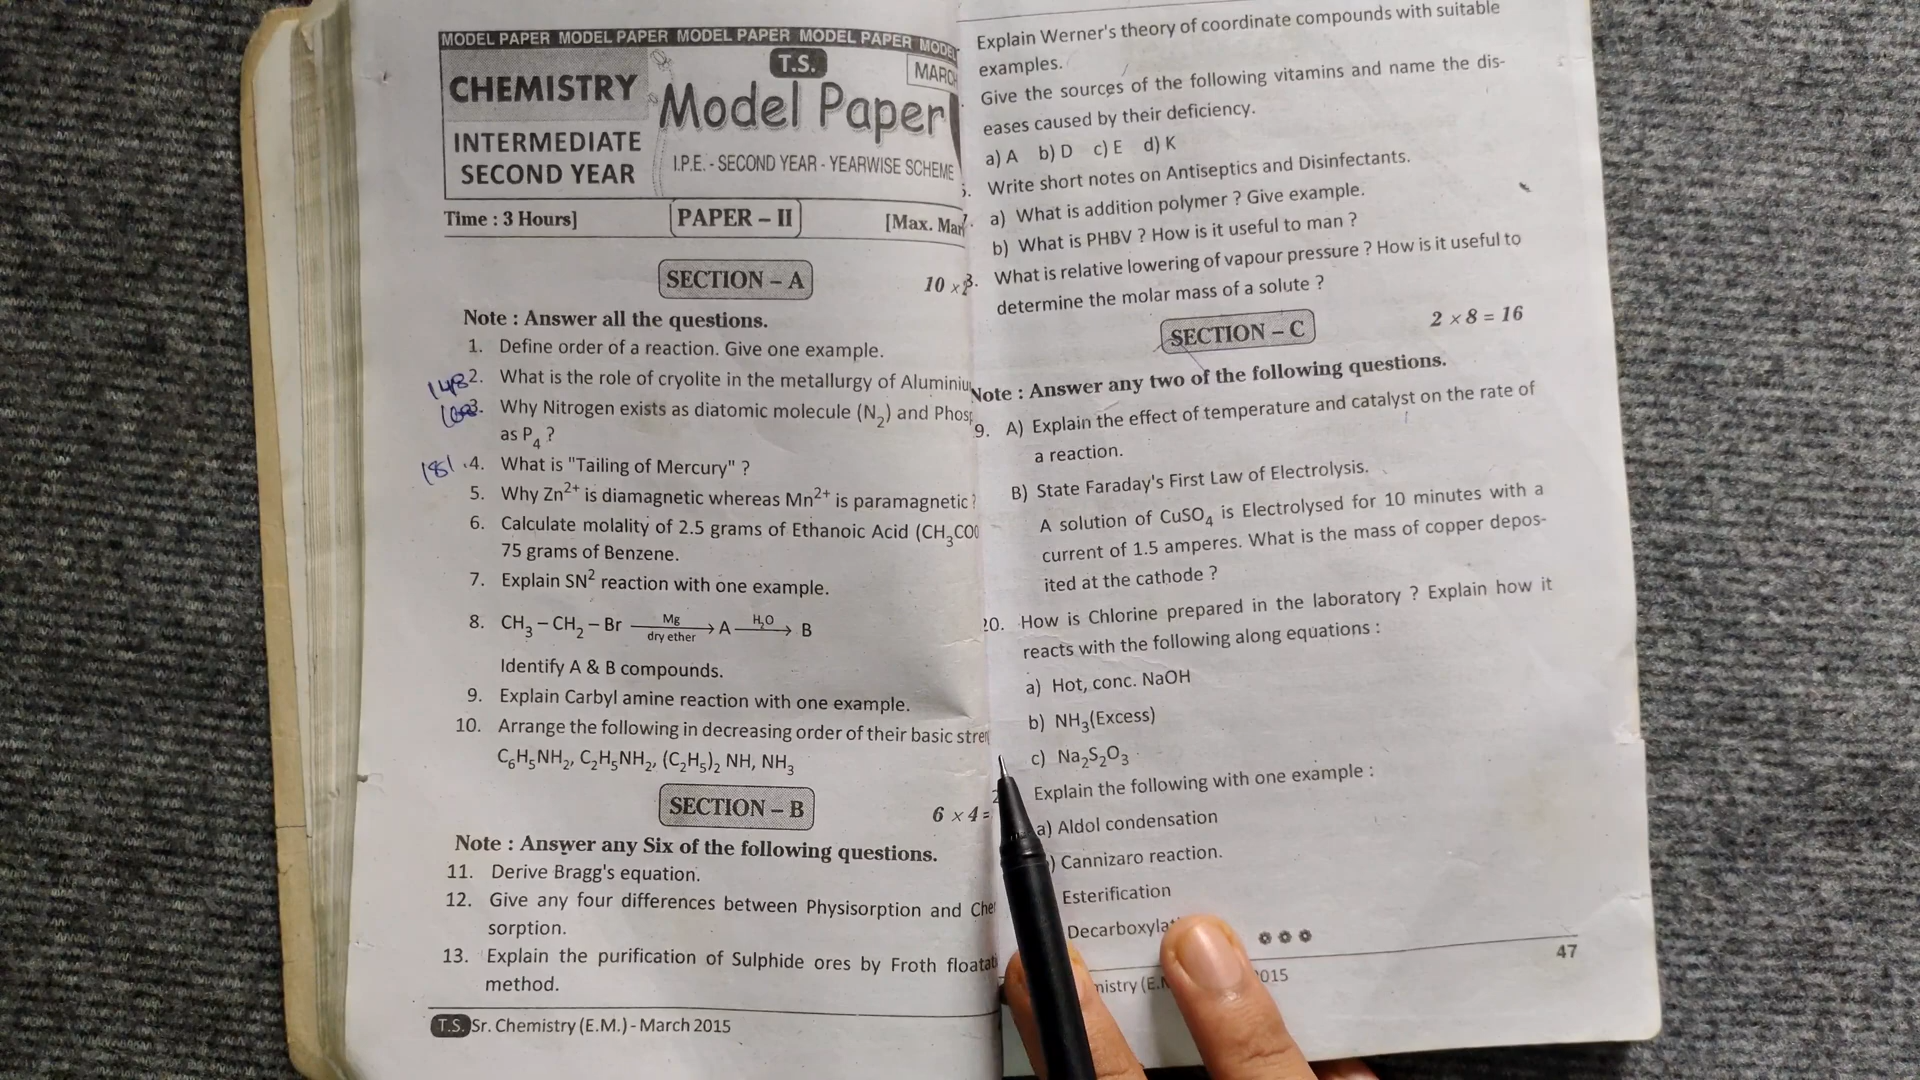 MODEL PAPER MODEL PAPER MODEL PAPER MODEL PAPER MODE
CHEMISTRY
INTERMEDIATE
SECOND YEAR
T.S.
MARC
Model Paper
I.P.E. - SECOND YEAR - YEARWISE SCHEME
Time : 3 Hours]
PAPER – II
[Max. Mar
SECTION – A
10 ×
Note : Answer all the questions.
1. Define order of a reaction. Give one example.
148 2. What is the role of cryolite in the metallurgy of Aluminiu
3. Why Nitrogen exists as diatomic molecule (N₂) and Phosp
as P₄ ?
181 4. What is "Tailing of Mercury" ?
5. Why Zn²⁺ is diamagnetic whereas Mn²⁺ is paramagnetic ?
6. Calculate molality of 2.5 grams of Ethanoic Acid (CH₃COO
75 grams of Benzene.
7. Explain SN² reaction with one example.
8. CH₃ – CH₂ – Br Mg dry ether → A H₂O → B
Identify A & B compounds.
9. Explain Carbyl amine reaction with one example.
10. Arrange the following in decreasing order of their basic stren
C₆H₅NH₂, C₂H₅NH₂, (C₂H₅)₂ NH, NH₃
SECTION – B
6 × 4 =
Note : Answer any Six of the following questions.
11. Derive Bragg's equation.
12. Give any four differences between Physisorption and Che
sorption.
13. Explain the purification of Sulphide ores by Froth floatat
method.
T.S. Sr. Chemistry (E.M.) - March 2015
Explain Werner's theory of coordinate compounds with suitable
examples.
Give the sources of the following vitamins and name the dis-
eases caused by their deficiency.
a) A b) D c) E d) K
Write short notes on Antiseptics and Disinfectants.
a) What is addition polymer ? Give example.
b) What is PHBV ? How is it useful to man ?
What is relative lowering of vapour pressure ? How is it useful to
determine the molar mass of a solute ?
SECTION – C
2 × 8 = 16
Note : Answer any two of the following questions.
9. A) Explain the effect of temperature and catalyst on the rate of
a reaction.
B) State Faraday's First Law of Electrolysis.
A solution of CuSO₄ is Electrolysed for 10 minutes with a
current of 1.5 amperes. What is the mass of copper depos-
ited at the cathode ?
20. How is Chlorine prepared in the laboratory ? Explain how it
reacts with the following along equations :
a) Hot, conc. NaOH
b) NH₃(Excess)
c) Na₂S₂O₃
Explain the following with one example :
a) Aldol condensation
) Cannizaro reaction.
Esterification
Decarboxyla
47
mistry (E.M 2015